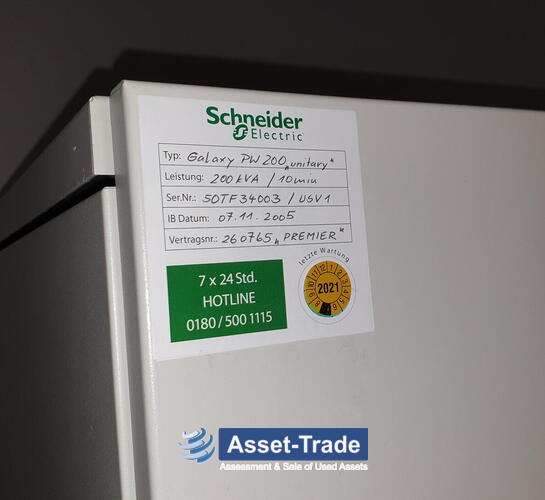 Schneider
Electric
Typ: Galaxy PW 200 „unitary“
Leistung: 200 kVA / 10 min
Ser.Nr.: 50TF34003 / USV1
IB Datum: 07.11.2005
Vertragsnr.: 260765 „PREMIER“
letzte Wartung
7 x 24 Std.
HOTLINE
0180 / 500 1115
2021
Asset-Trade
Assessment & Sale of Used Assets